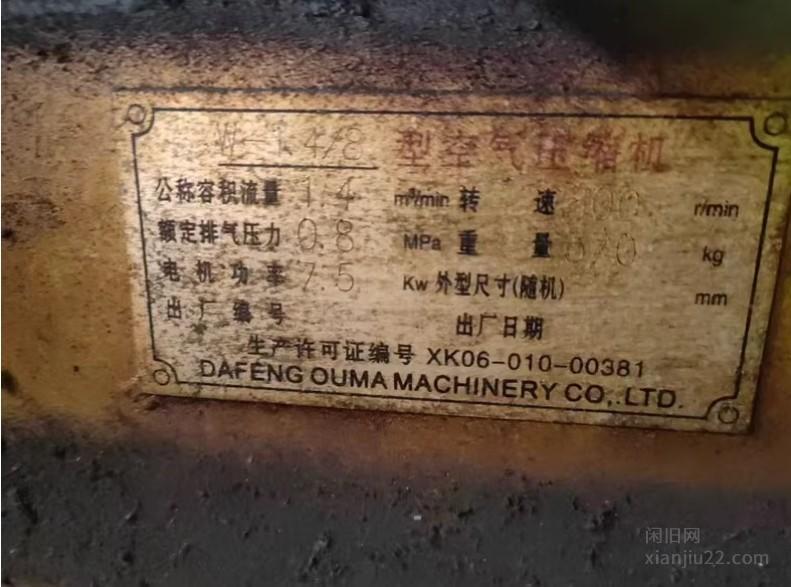 W-1.4/8 型空气压缩机
公称容积流量 1.4 m³/min 转速 r/min
额定排气压力 0.8 MPa 重量 kg
电机功率 7.5 Kw 外型尺寸(随机) mm
出厂编号 出厂日期
生产许可证编号 XK06-010-00381
DAFENG OUMA MACHINERY CO,.LTD.
闲旧网
xianjiu22.com